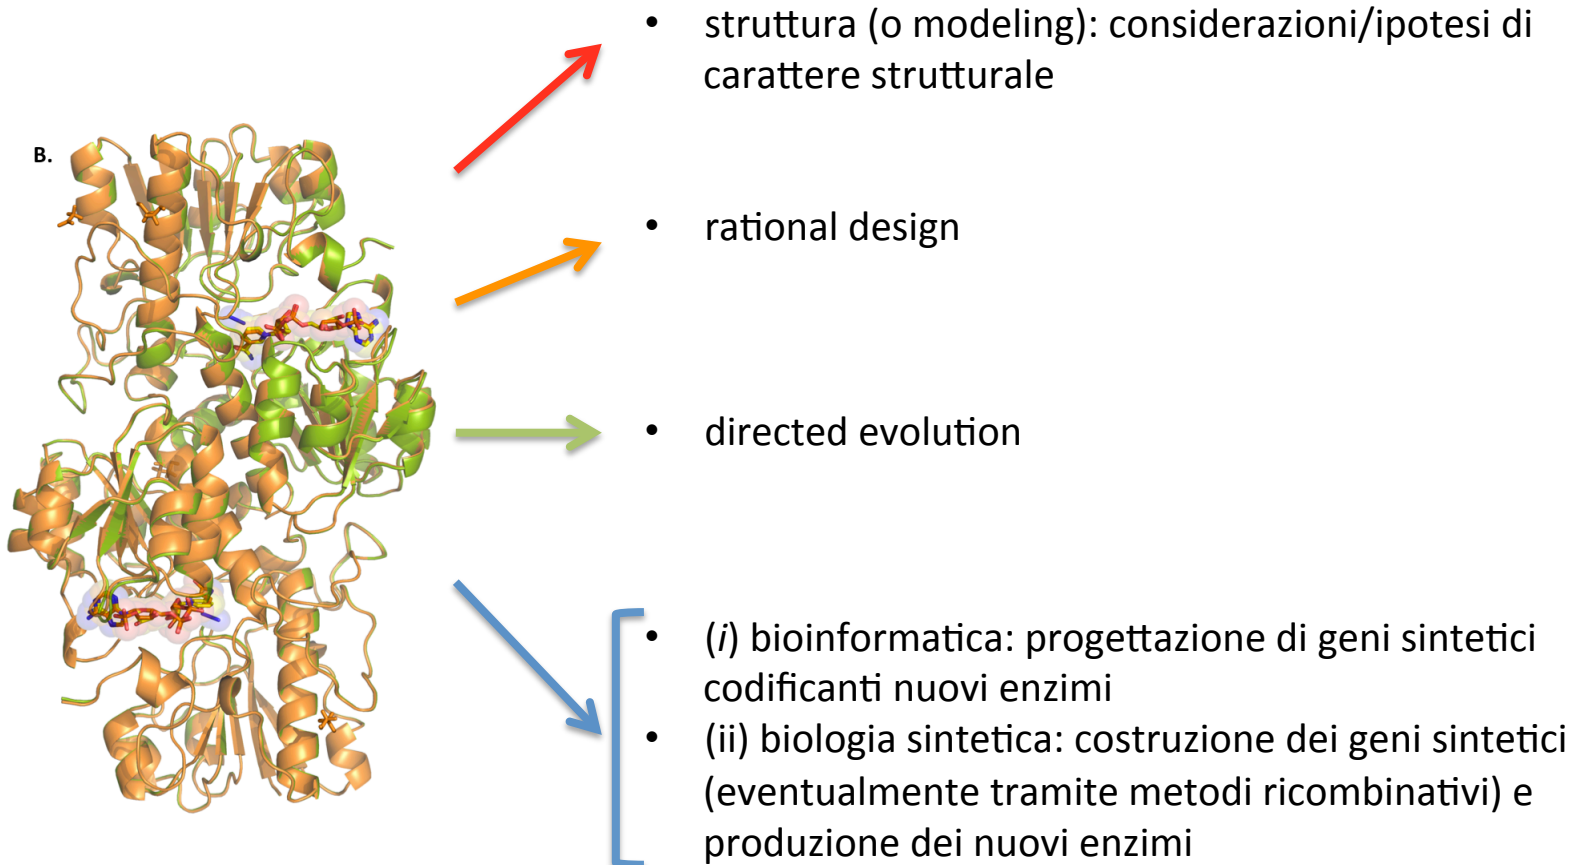 B.
• struttura (o modeling): considerazioni/ipotesi di
carattere strutturale
• rational design
• directed evolution
• (i) bioinformatica: progettazione di geni sintetici
codificanti nuovi enzimi
• (ii) biologia sintetica: costruzione dei geni sintetici
(eventualmente tramite metodi ricombinativi) e
produzione dei nuovi enzimi